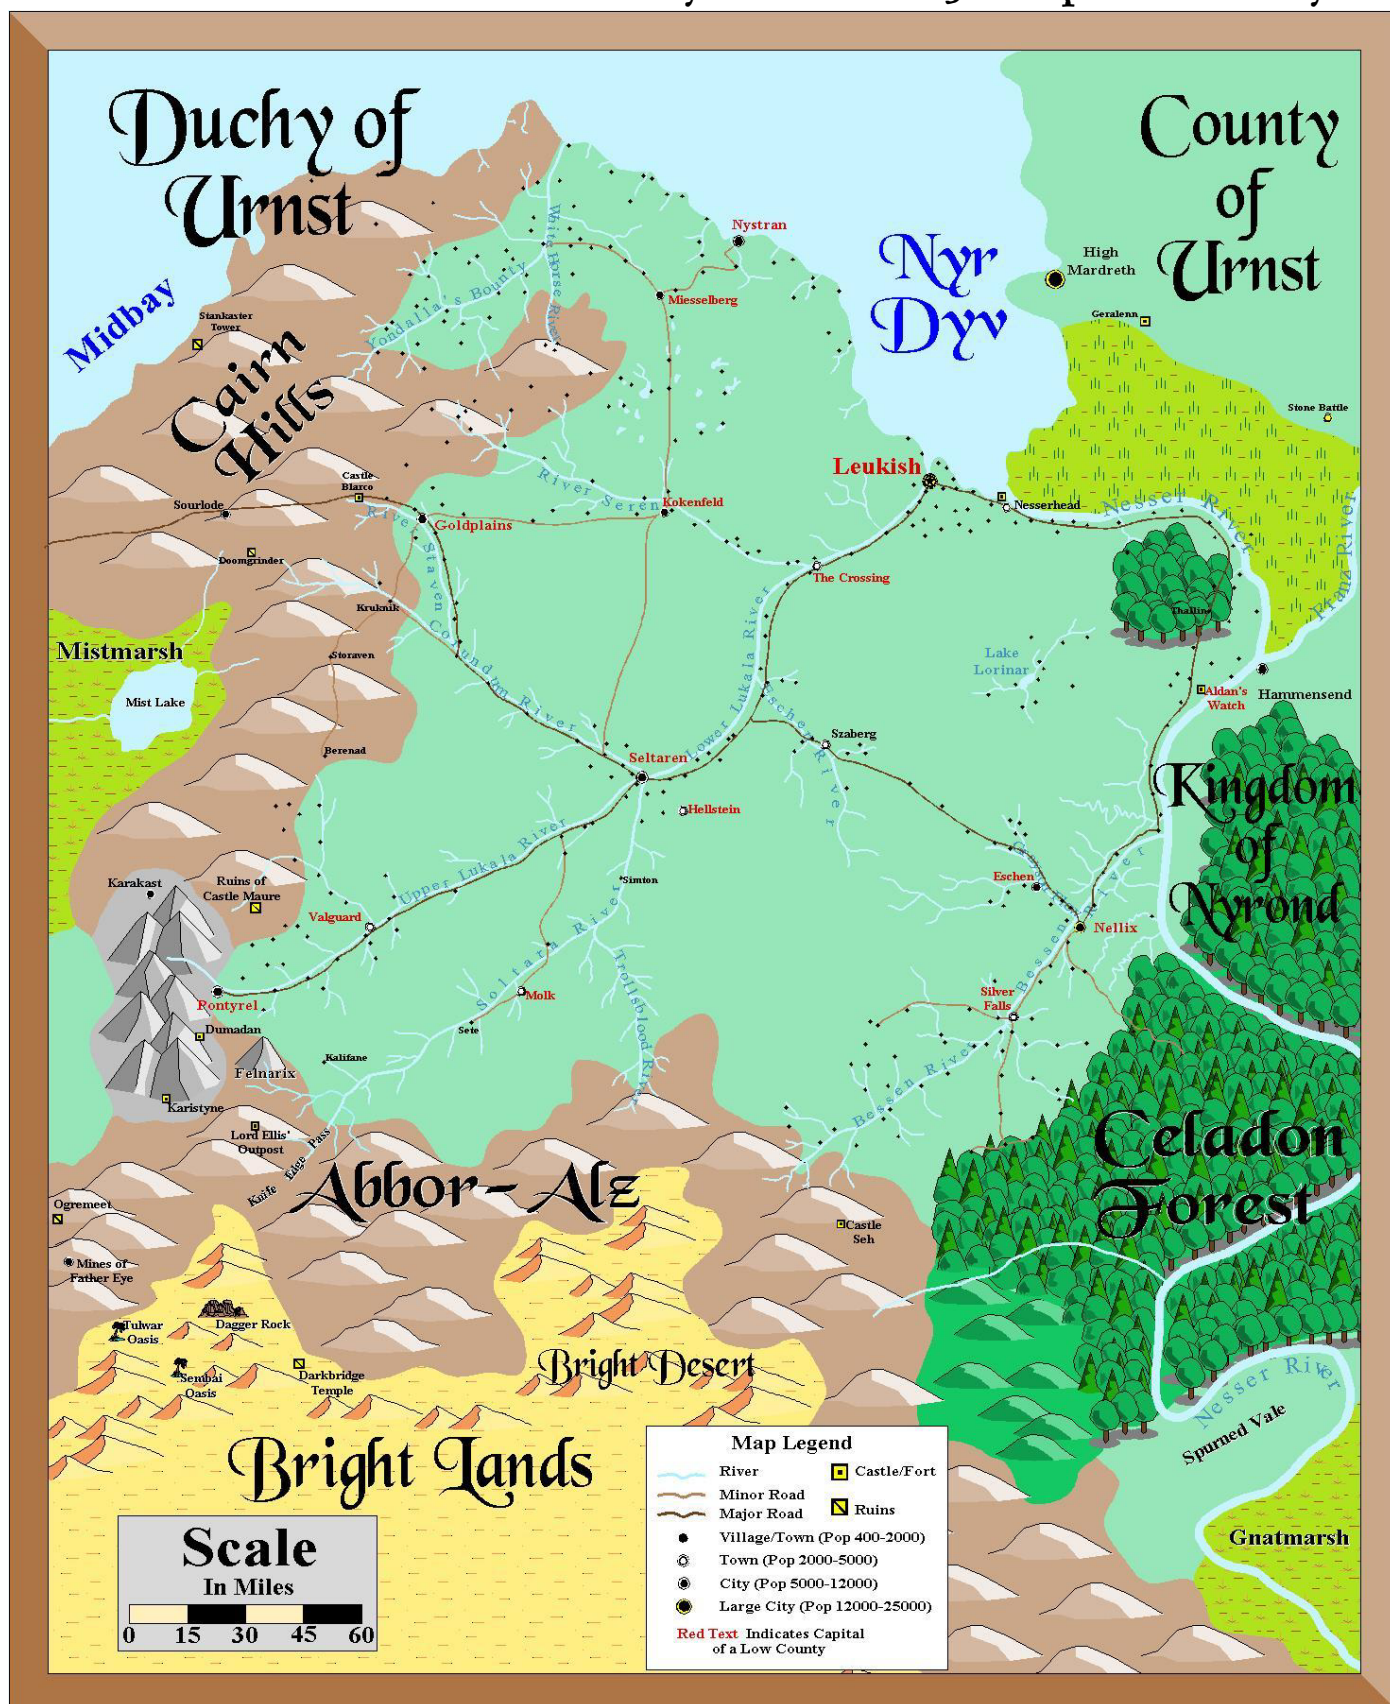 Duchy of
Urnst
County
of
Urnst
Nyr
Dyv
Midbay
Nystran
High
Mardreth
Miesselberg
Geralenn
Stankaster
Tower
White Horse River
Yondalla's Bounty
Cairn
Hills
Stone Battle
Leukish
Castle
Blarco
River Seren
Kokenfeld
Sourlode
River
Goldplains
Nesserhead
Nesser River
Franz River
Doomgrinder
Staven
The Crossing
Kruknik
Thallin
Storaven
Corundum River
Mistmarsh
Mist Lake
Lake
Lorinar
Lower Lukala River
Eschen River
Aldan's
Watch
Hammensend
Berenad
Szaberg
Seltaren
Hellstein
Kingdom
of
Nyrond
Upper Lukala River
Simton
Karakast
Ruins of
Castle Maure
Eschen
Valguard
Nellix
Bessen River
Soltarn River
Trollsblood River
Molk
Silver
Falls
Pontyrel
Sete
Dumadan
Kalifane
Felnarix
Bessen River
Karistyne
Lord Ellis'
Outpost
Knife Edge Pass
Abbor-Alz
Celadon
Forest
Ogremeet
Castle
Seh
Mines of
Father Eye
Tulwar
Oasis
Dagger Rock
Sembai
Oasis
Darkbridge
Temple
Bright Desert
Nesser River
Spurned Vale
Bright Lands
Gnatmarsh
Map Legend
River
Castle/Fort
Minor Road
Major Road
Ruins
Village/Town (Pop 400-2000)
Town (Pop 2000-5000)
City (Pop 5000-12000)
Large City (Pop 12000-25000)
Red Text Indicates Capital
of a Low County
Scale
In Miles
0 15 30 45 60